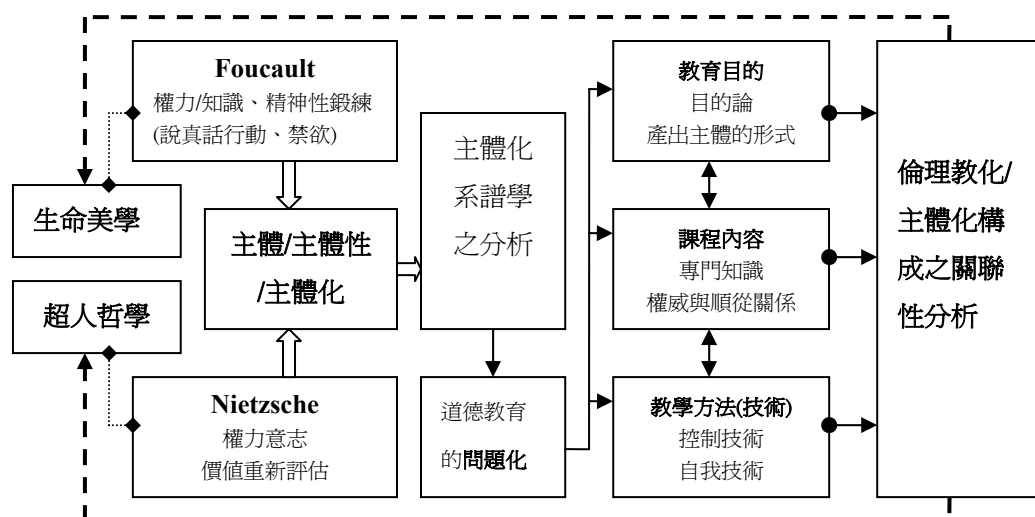 Foucault
權力/知識、精神性鍛練
(說真話行動、禁欲)
生命美學
主體/主體性
/主體化
超人哲學
Nietzsche
權力意志
價值重新評估
主體化
系譜學
之分析
道德教育
的問題化
教育目的
目的論
產出主體的形式
課程內容
專門知識
權威與順從關係
教學方法(技術)
控制技術
自我技術
倫理教化/
主體化構
成之關聯
性分析